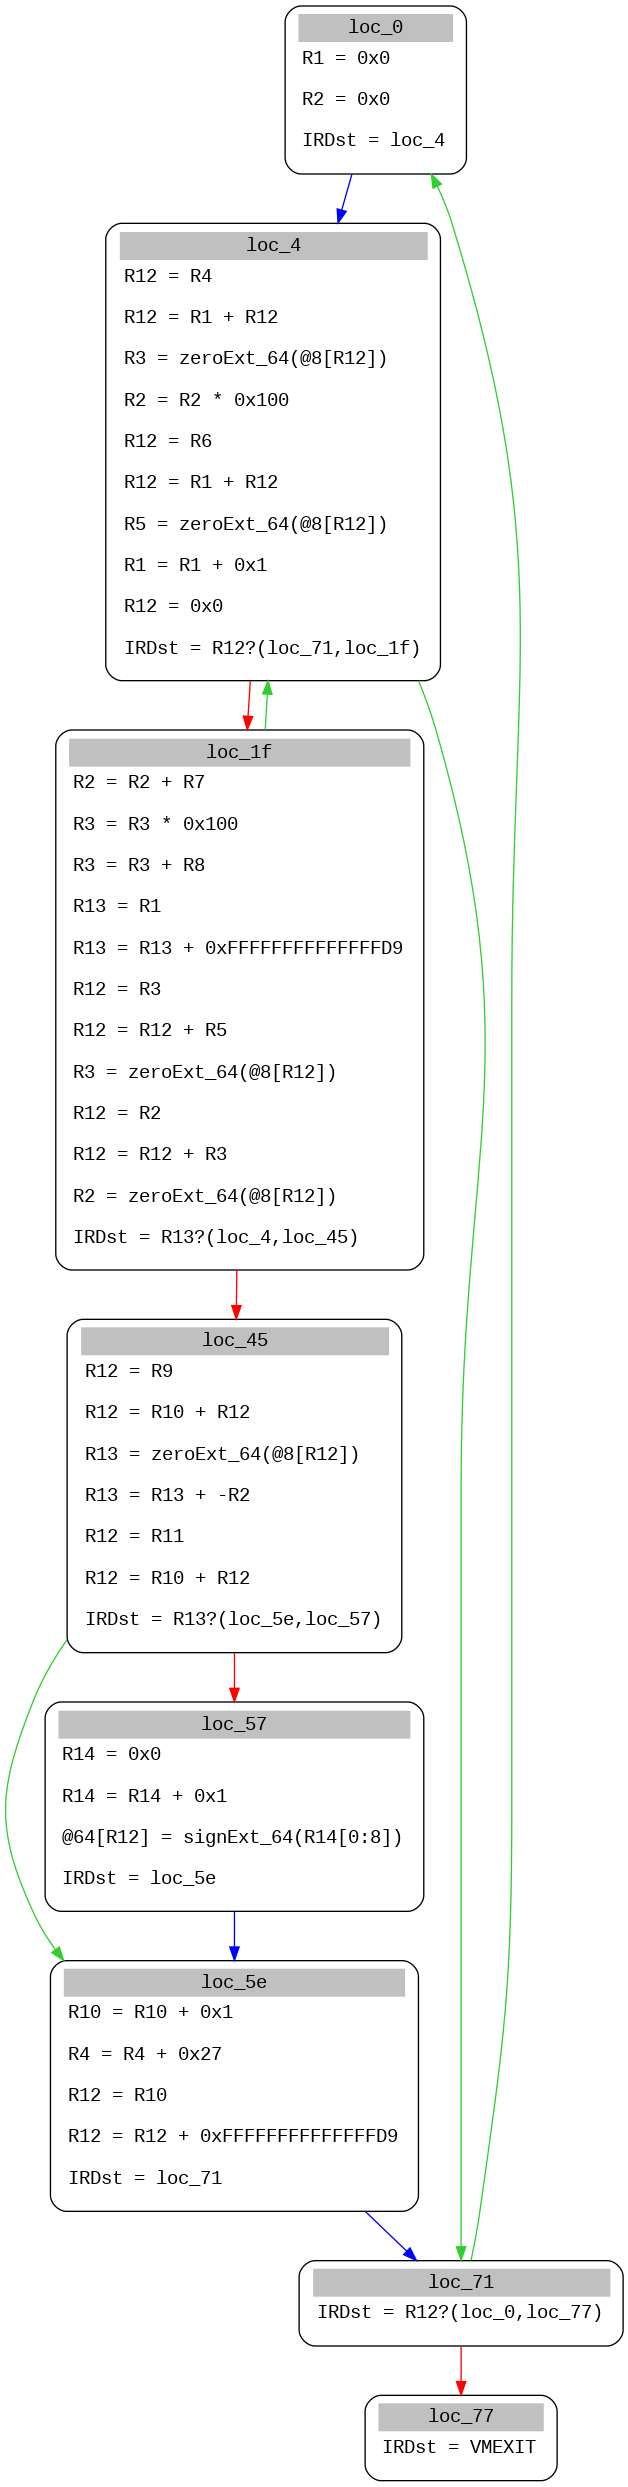 loc_0
R1 = 0x0
R2 = 0x0
IRDst = loc_4
loc_4
R12 = R4
R12 = R1 + R12
R3 = zeroExt_64(@8[R12])
R2 = R2 * 0x100
R12 = R6
R12 = R1 + R12
R5 = zeroExt_64(@8[R12])
R1 = R1 + 0x1
R12 = 0x0
IRDst = R12?(loc_71,loc_1f)
loc_1f
R2 = R2 + R7
R3 = R3 * 0x100
R3 = R3 + R8
R13 = R1
R13 = R13 + 0xFFFFFFFFFFFFFFD9
R12 = R3
R12 = R12 + R5
R3 = zeroExt_64(@8[R12])
R12 = R2
R12 = R12 + R3
R2 = zeroExt_64(@8[R12])
IRDst = R13?(loc_4,loc_45)
loc_45
R12 = R9
R12 = R10 + R12
R13 = zeroExt_64(@8[R12])
R13 = R13 + -R2
R12 = R11
R12 = R10 + R12
IRDst = R13?(loc_5e,loc_57)
loc_57
R14 = 0x0
R14 = R14 + 0x1
@64[R12] = signExt_64(R14[0:8])
IRDst = loc_5e
loc_5e
R10 = R10 + 0x1
R4 = R4 + 0x27
R12 = R10
R12 = R12 + 0xFFFFFFFFFFFFFFD9
IRDst = loc_71
loc_71
IRDst = R12?(loc_0,loc_77)
loc_77
IRDst = VMEXIT